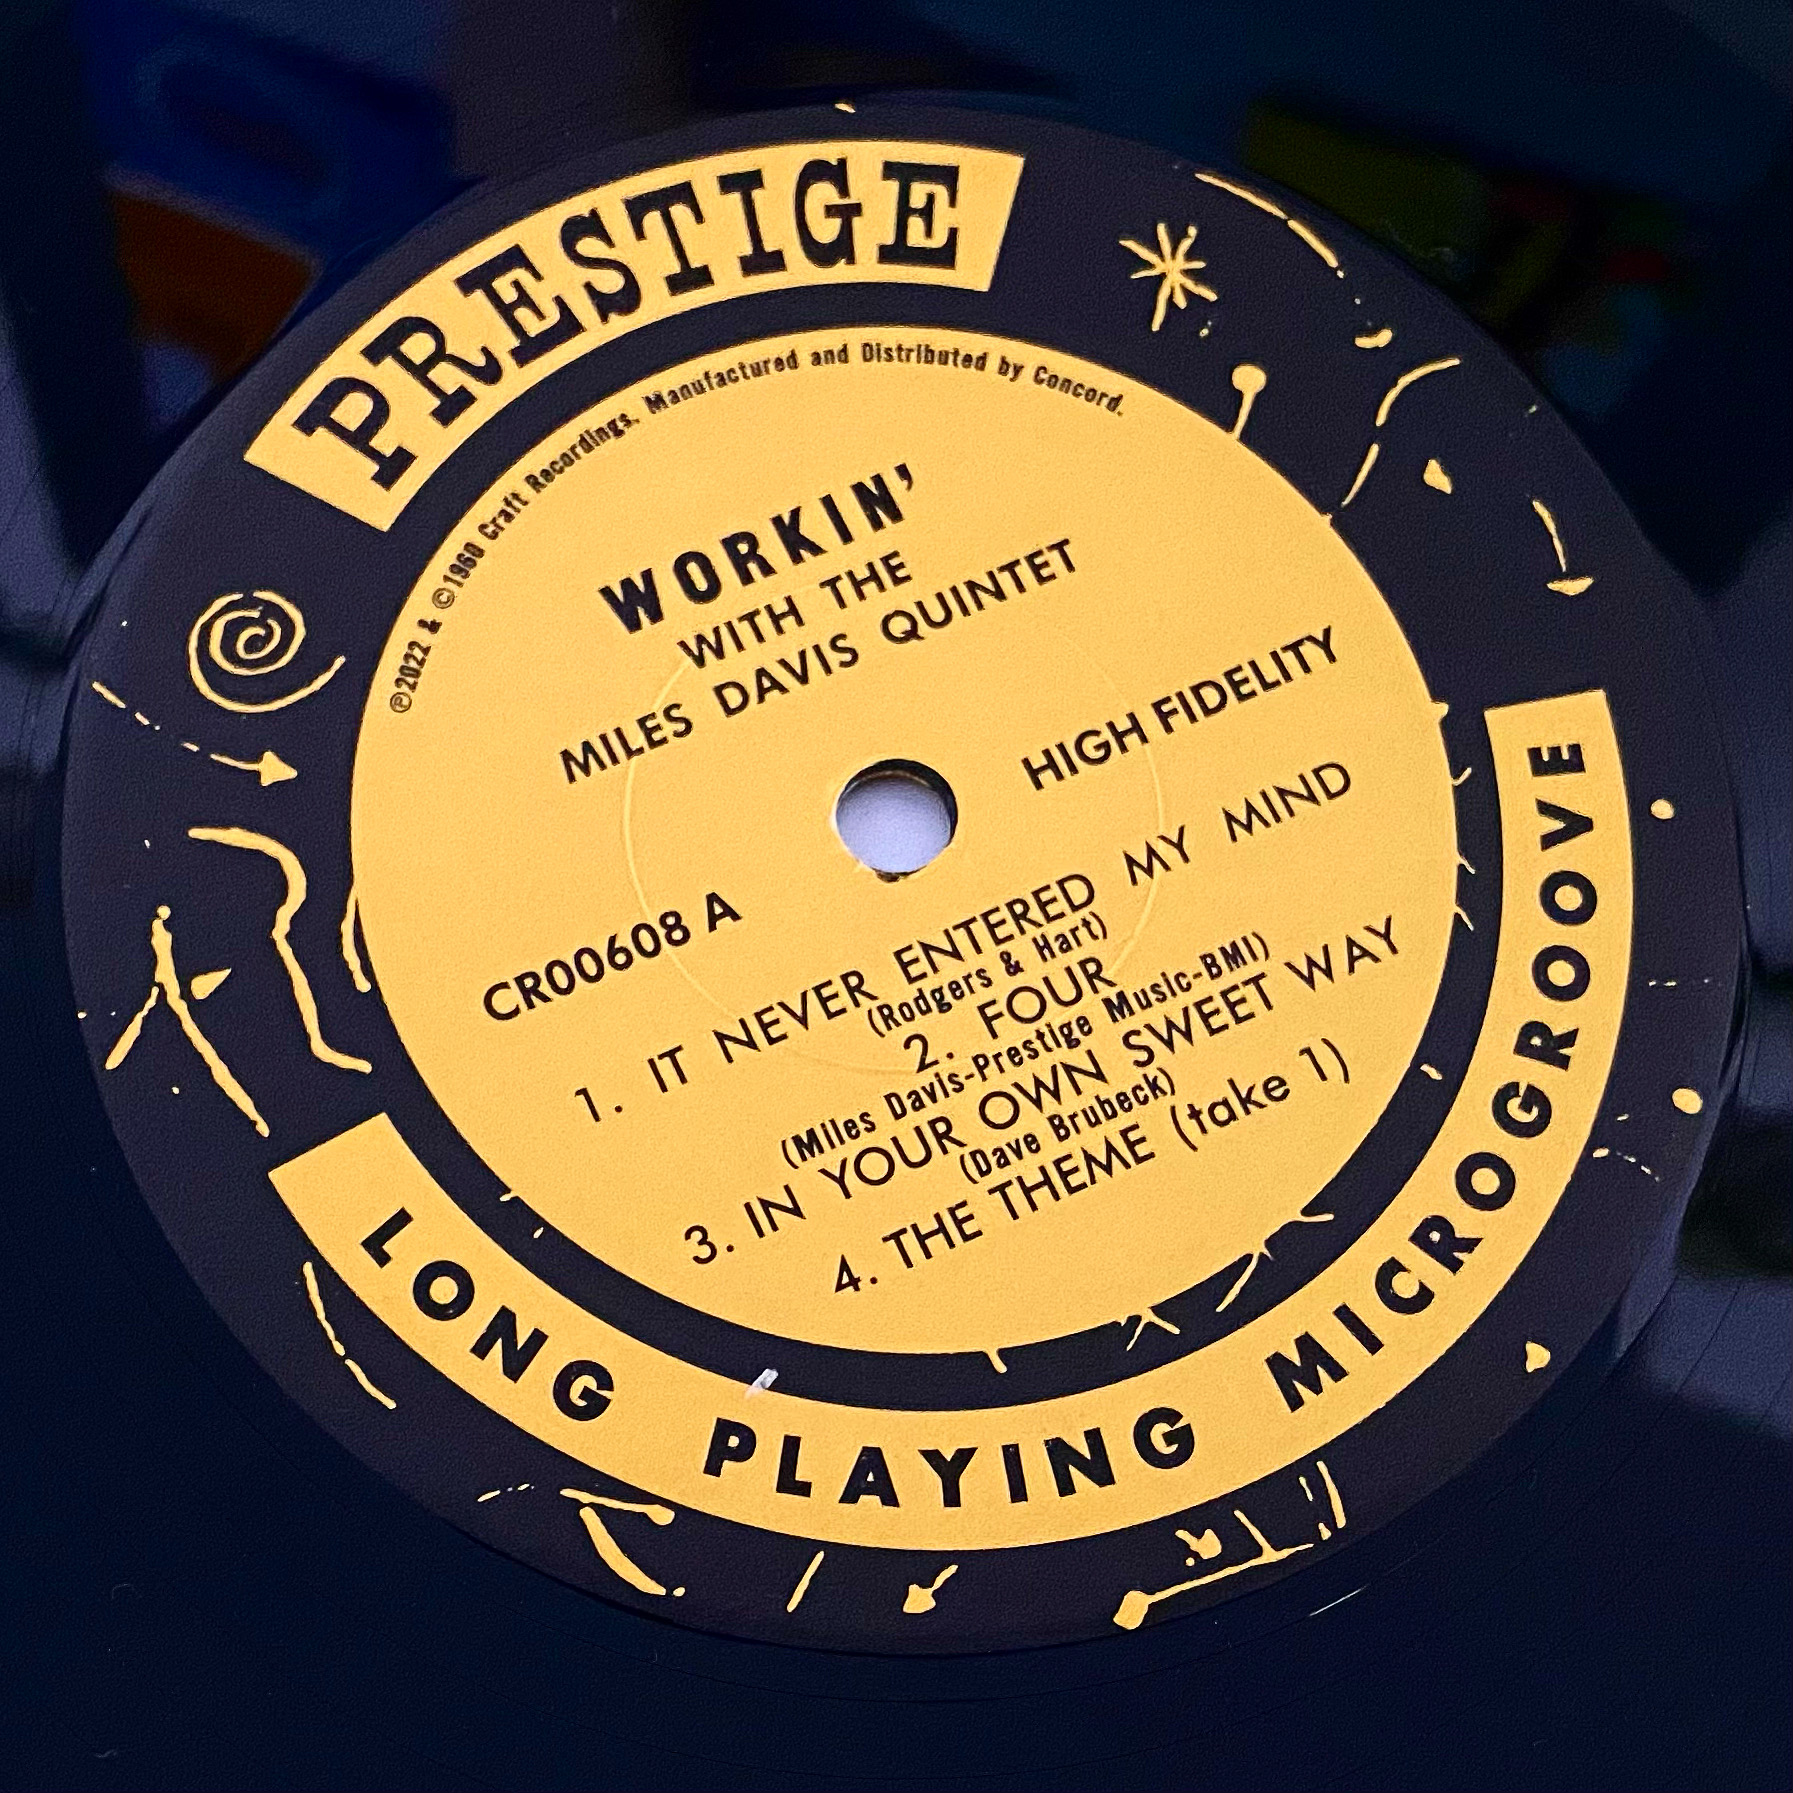 PRESTIGE
℗2022 & ©1960 Craft Recordings. Manufactured and Distributed by Concord.
WORKIN’
WITH THE
MILES DAVIS QUINTET
HIGH FIDELITY
CR00608 A
1. IT NEVER ENTERED MY MIND
(Rodgers & Hart)
2. FOUR
(Miles Davis-Prestige Music-BMI)
3. IN YOUR OWN SWEET WAY
(Dave Brubeck)
4. THE THEME (take 1)
LONG PLAYING MICROGROOVE